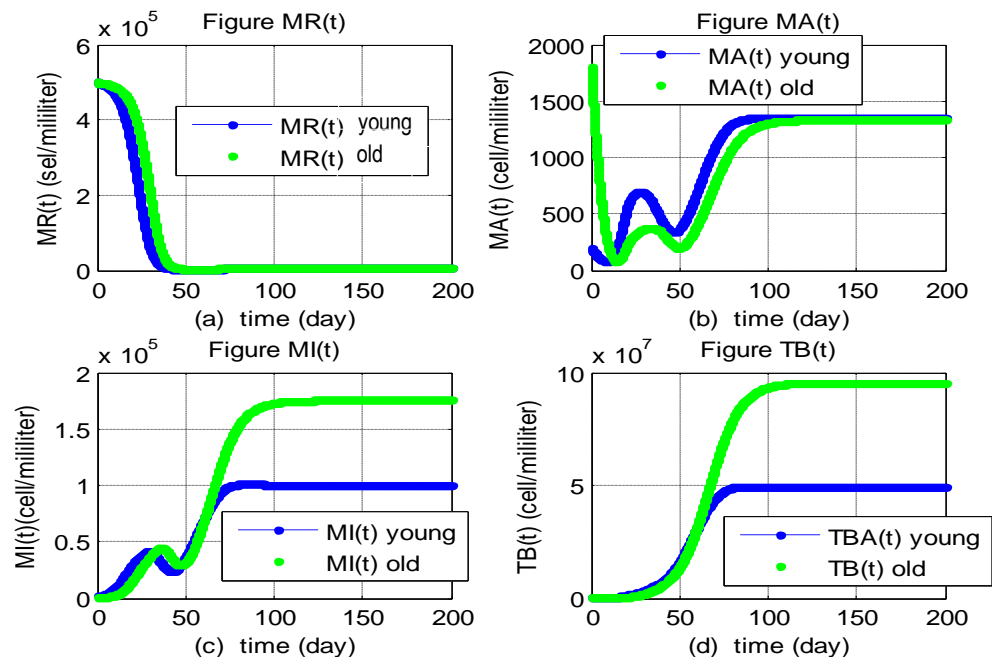 x 10^5
Figure MR(t)
6
4
2
0
MR(t) (sel/mililiter)
MR(t) young
MR(t) old
0 50 100 150 200
(a) time (day)
Figure MA(t)
2000
1500
1000
500
0
MA(t) (cell/mililiter)
MA(t) young
MA(t) old
0 50 100 150 200
(b) time (day)
x 10^5
Figure MI(t)
2
1.5
1
0.5
0
MI(t)(cell/mililiter)
MI(t) young
MI(t) old
0 50 100 150 200
(c) time (day)
x 10^7
Figure TB(t)
10
5
0
TB(t) (cell/mililiter)
TBA(t) young
TB(t) old
0 50 100 150 200
(d) time (day)